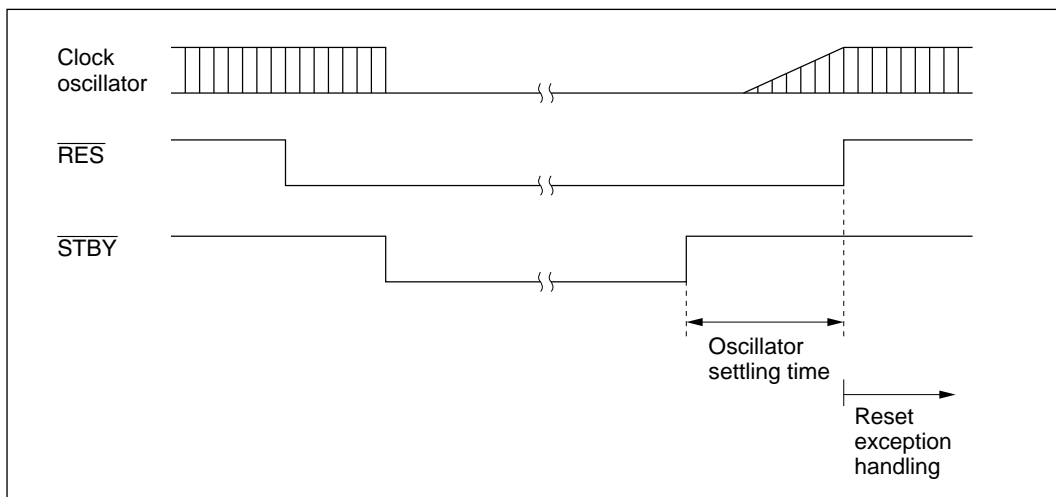 Clock
oscillator
RES
STBY
Oscillator
settling time
Reset
exception
handling